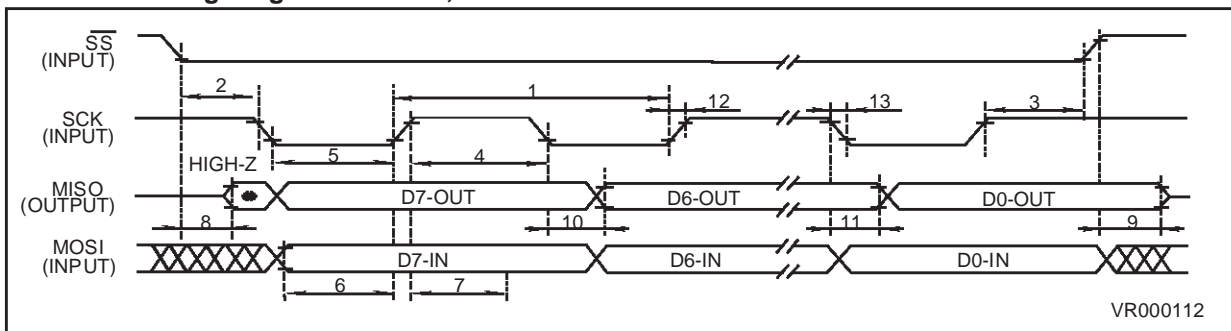 SS
(INPUT)
2
1
12
13
3
SCK
(INPUT)
5
4
HIGH-Z
MISO
(OUTPUT)
D7-OUT
D6-OUT
D0-OUT
8
10
11
9
MOSI
(INPUT)
D7-IN
D6-IN
D0-IN
6
7
VR000112